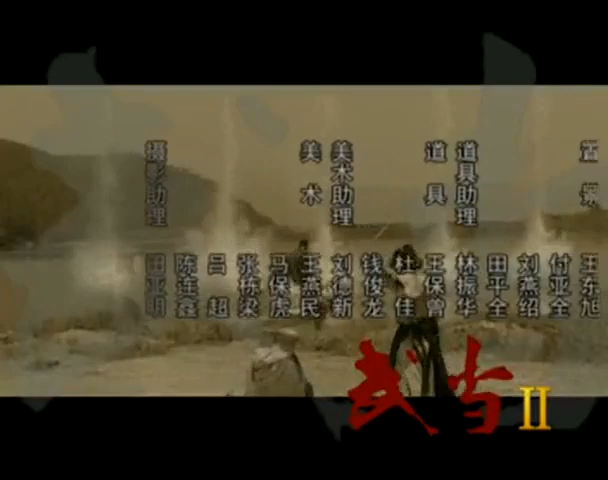 摄影助理
田亚明
陈连鑫
吕超
张栋梁
马保虎
美术
王燕民
美术助理
刘德新
钱俊龙
杜佳
道具
王保曾
道具助理
林振华
田平全
刘燕绍
付亚全
置景
王东旭
武当II